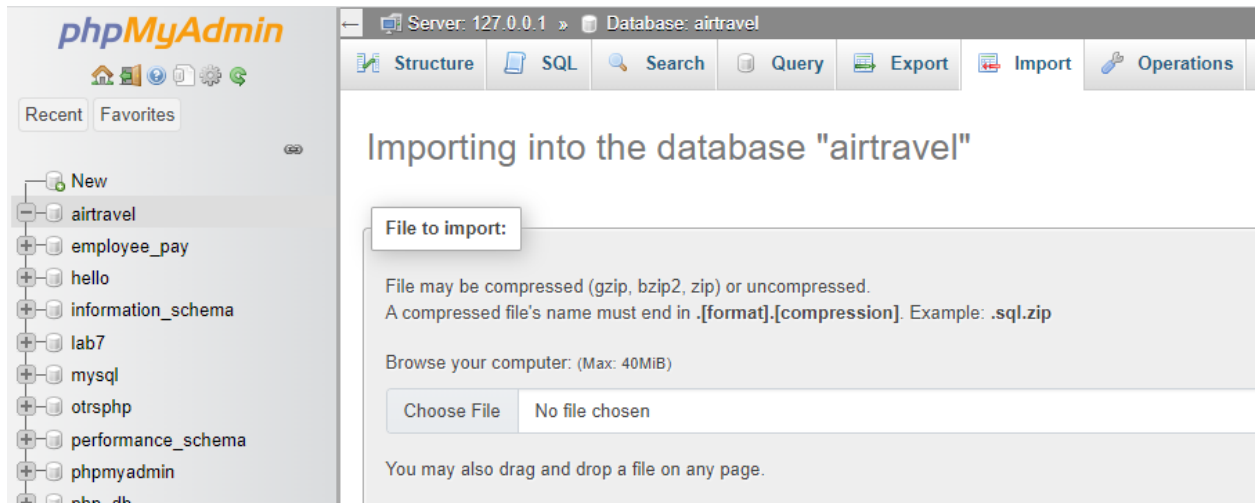 phpMyAdmin
Recent Favorites
New
airtravel
employee_pay
hello
information_schema
lab7
mysql
otrsphp
performance_schema
phpmyadmin
php_db
← Server: 127.0.0.1 » Database: airtravel
Structure SQL Search Query Export Import Operations
Importing into the database "airtravel"
File to import:
File may be compressed (gzip, bzip2, zip) or uncompressed.
A compressed file's name must end in .[format].[compression]. Example: .sql.zip
Browse your computer: (Max: 40MiB)
Choose File No file chosen
You may also drag and drop a file on any page.